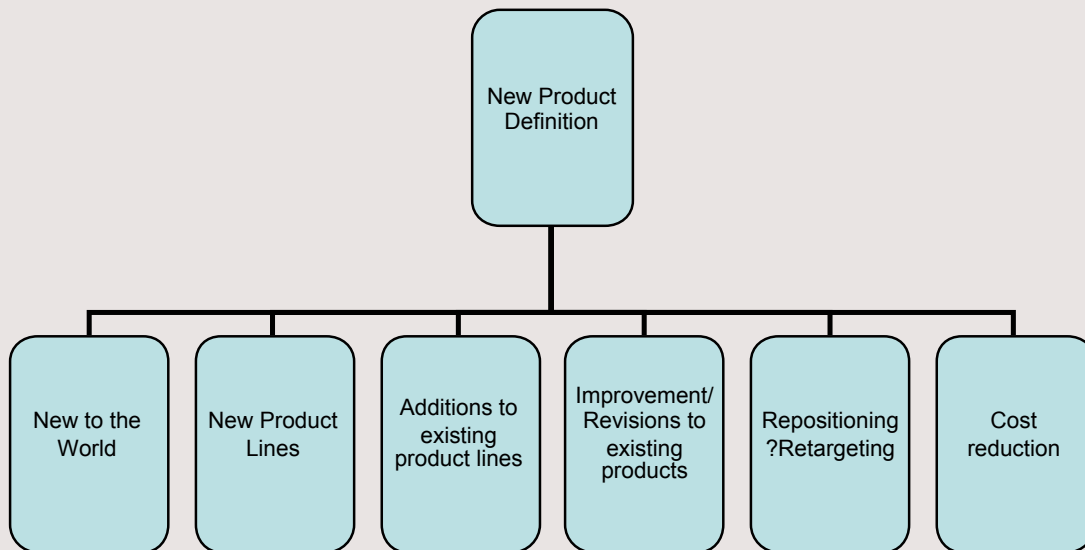 New Product
Definition
New to the
World
New Product
Lines
Additions to
existing
product lines
Improvement/
Revisions to
existing
products
Repositioning
?Retargeting
Cost
reduction